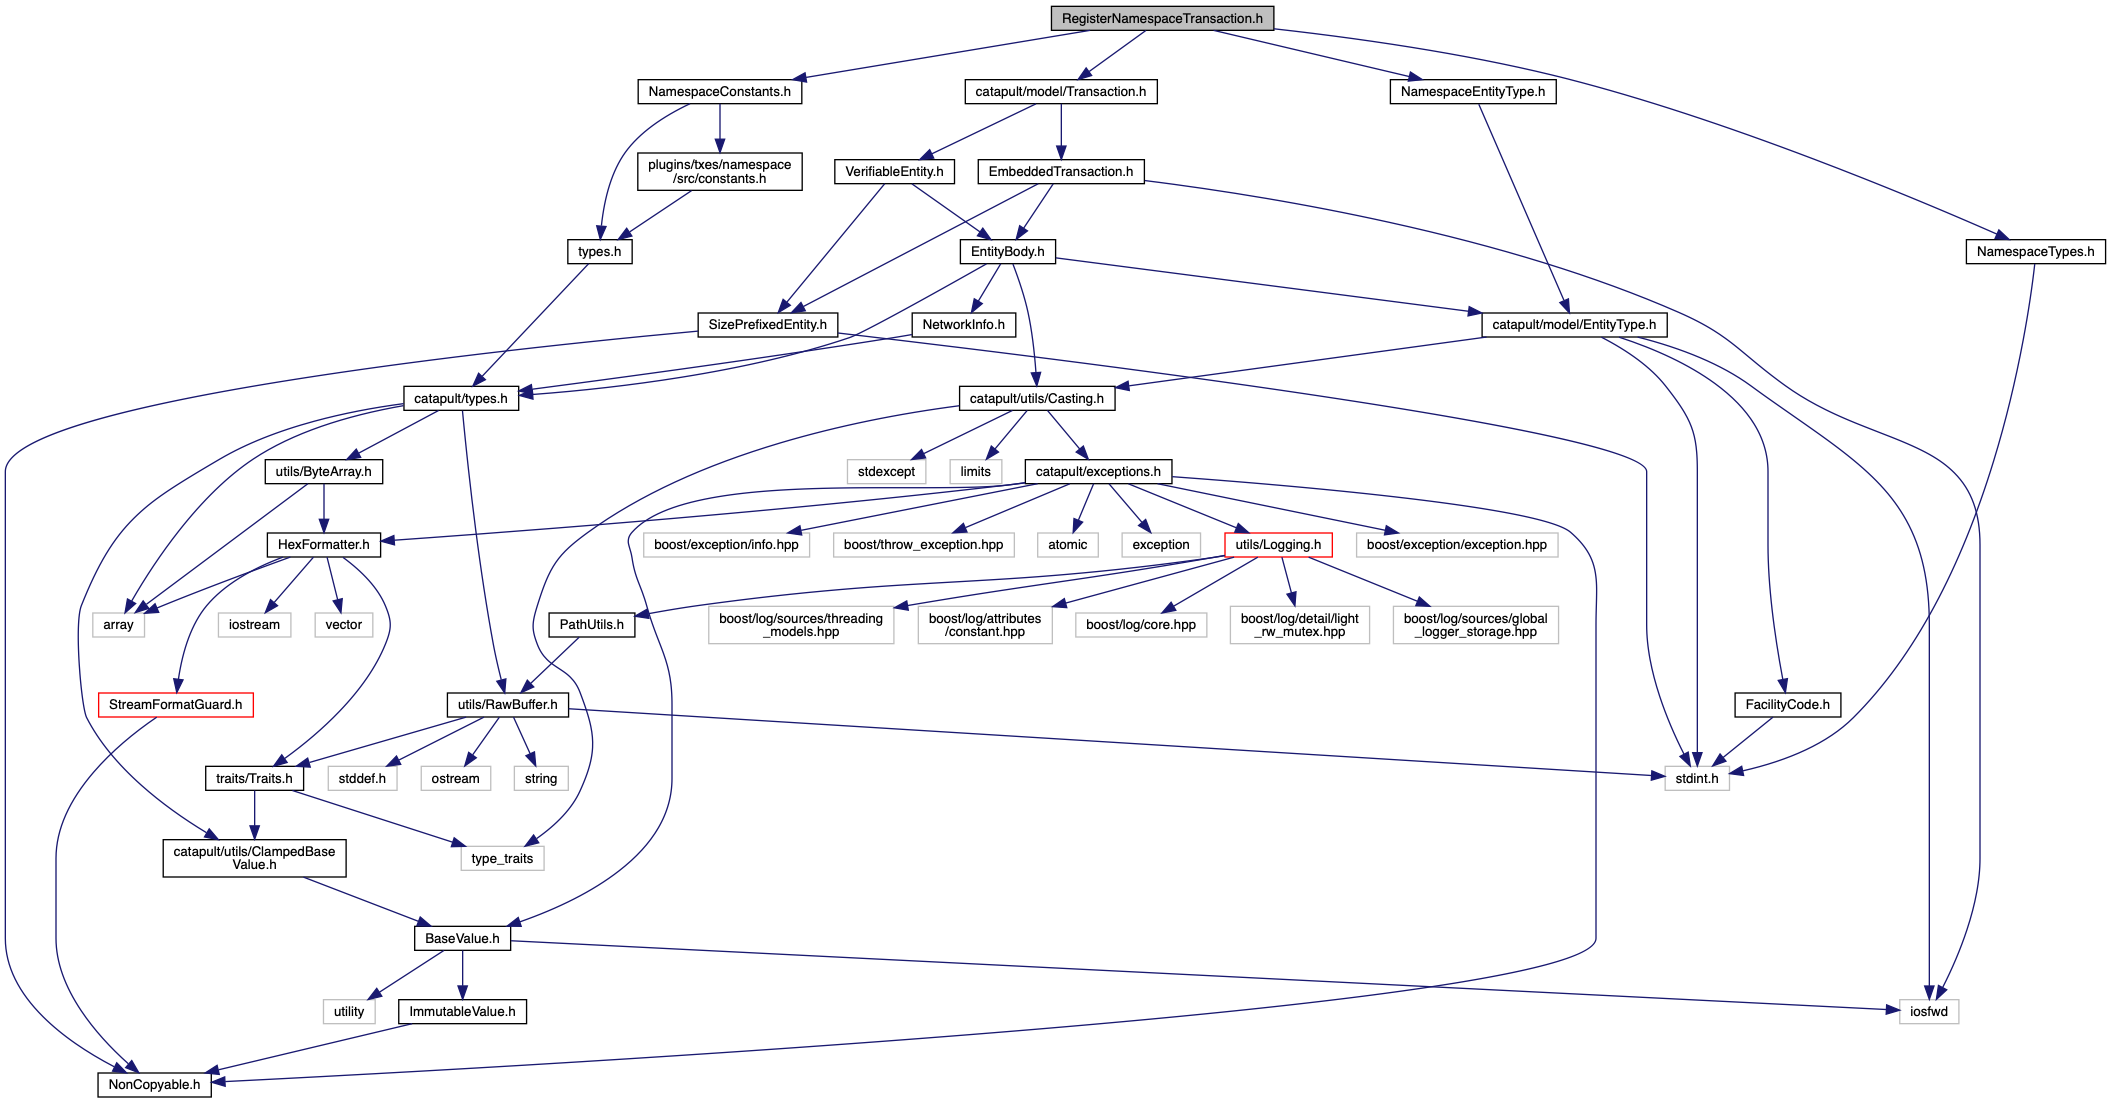 RegisterNamespaceTransaction.h
NamespaceConstants.h
catapult/model/Transaction.h
NamespaceEntityType.h
plugins/txes/namespace
/src/constants.h
VerifiableEntity.h
EmbeddedTransaction.h
types.h
EntityBody.h
NamespaceTypes.h
SizePrefixedEntity.h
NetworkInfo.h
catapult/model/EntityType.h
catapult/types.h
catapult/utils/Casting.h
utils/ByteArray.h
stdexcept
limits
catapult/exceptions.h
HexFormatter.h
boost/exception/info.hpp
boost/throw_exception.hpp
atomic
exception
utils/Logging.h
boost/exception/exception.hpp
array
iostream
vector
PathUtils.h
boost/log/sources/threading
_models.hpp
boost/log/attributes
/constant.hpp
boost/log/core.hpp
boost/log/detail/light
_rw_mutex.hpp
boost/log/sources/global
_logger_storage.hpp
StreamFormatGuard.h
utils/RawBuffer.h
FacilityCode.h
traits/Traits.h
stddef.h
ostream
string
stdint.h
catapult/utils/ClampedBase
Value.h
type_traits
BaseValue.h
utility
ImmutableValue.h
iosfwd
NonCopyable.h